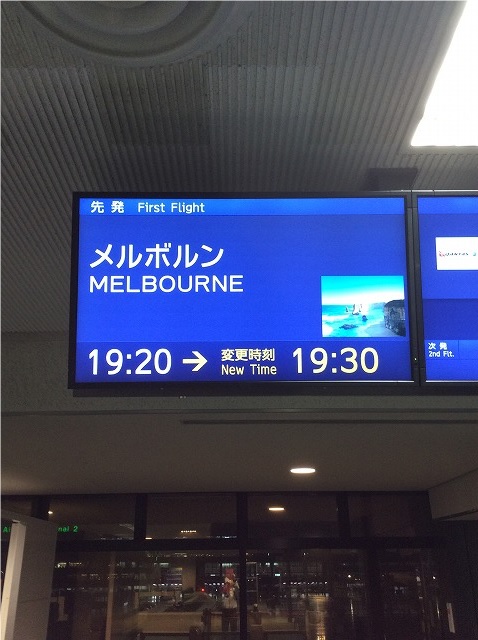 先発 First Flight
メルボルン
MELBOURNE
19:20 → 変更時刻 New Time 19:30
QANTAS
次発
2nd Flt.